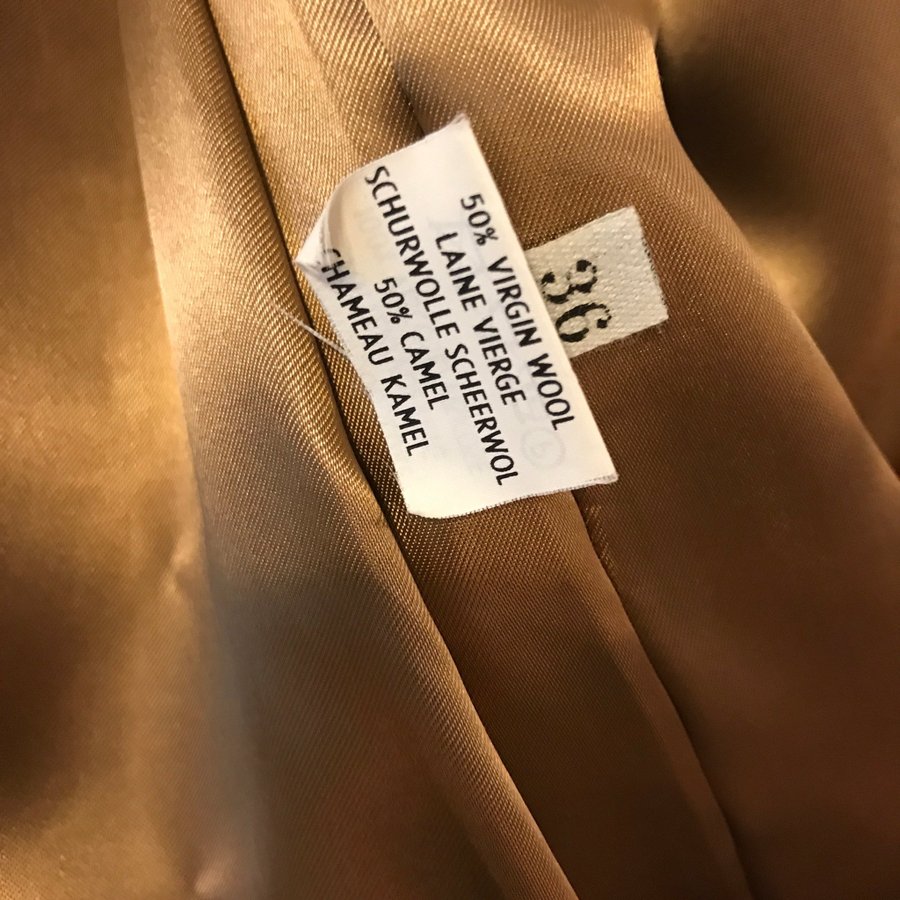 50% VIRGIN WOOL
LAINE VIERGE
SCHURWOLLE SCHEERWOL
50% CAMEL
CHAMEAU KAMEL
36